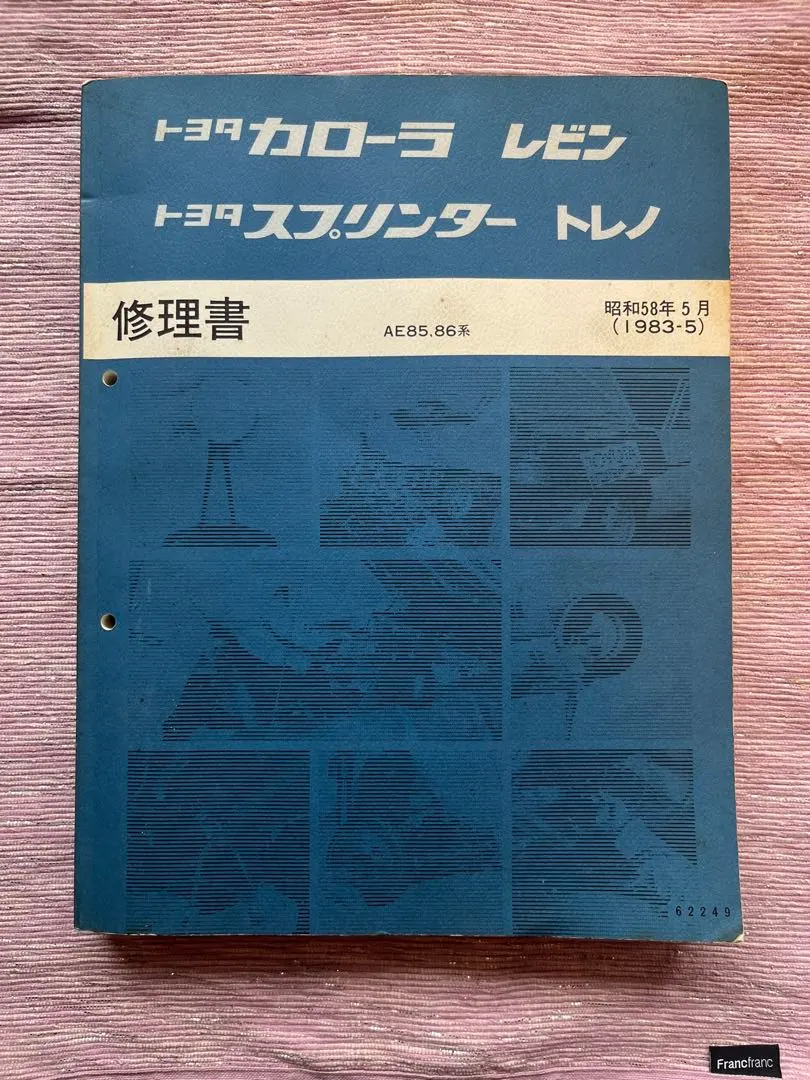 トヨタ カローラ レビン
トヨタ スプリンター トレノ
修理書
AE85,86系
昭和58年5月
(1983-5)
62249
Francfranc